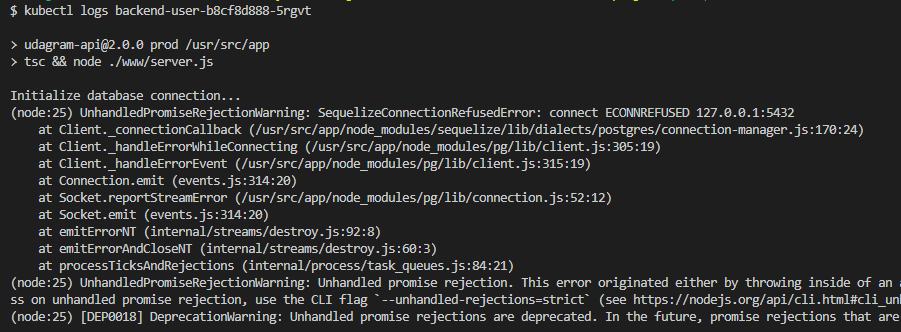 $ kubectl logs backend-user-b8cf8d888-5rgvt
> udagram-api@2.0.0 prod /usr/src/app
> tsc && node ./www/server.js
Initialize database connection...
(node:25) UnhandledPromiseRejectionWarning: SequelizeConnectionRefusedError: connect ECONNREFUSED 127.0.0.1:5432
at Client._connectionCallback (/usr/src/app/node_modules/sequelize/lib/dialects/postgres/connection-manager.js:170:24)
at Client._handleErrorWhileConnecting (/usr/src/app/node_modules/pg/lib/client.js:305:19)
at Client._handleErrorEvent (/usr/src/app/node_modules/pg/lib/client.js:315:19)
at Connection.emit (events.js:314:20)
at Socket.reportStreamError (/usr/src/app/node_modules/pg/lib/connection.js:52:12)
at Socket.emit (events.js:314:20)
at emitErrorNT (internal/streams/destroy.js:92:8)
at emitErrorAndCloseNT (internal/streams/destroy.js:60:3)
at processTicksAndRejections (internal/process/task_queues.js:84:21)
(node:25) UnhandledPromiseRejectionWarning: Unhandled promise rejection. This error originated either by throwing inside of an
ss on unhandled promise rejection, use the CLI flag `--unhandled-rejections=strict` (see https://nodejs.org/api/cli.html#cli_un
(node:25) [DEP0018] DeprecationWarning: Unhandled promise rejections are deprecated. In the future, promise rejections that are